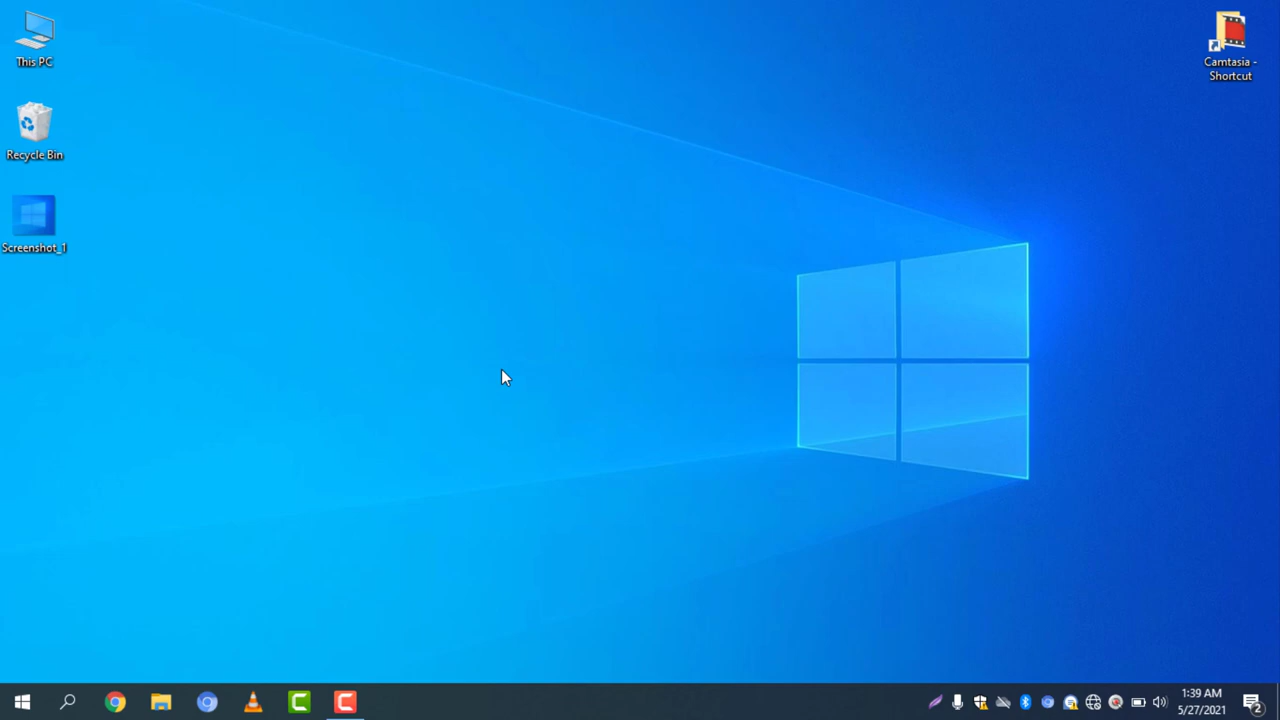 This PC
Recycle Bin
Screenshot_1
Camtasia -
Shortcut
1:39 AM
5/27/2021
2